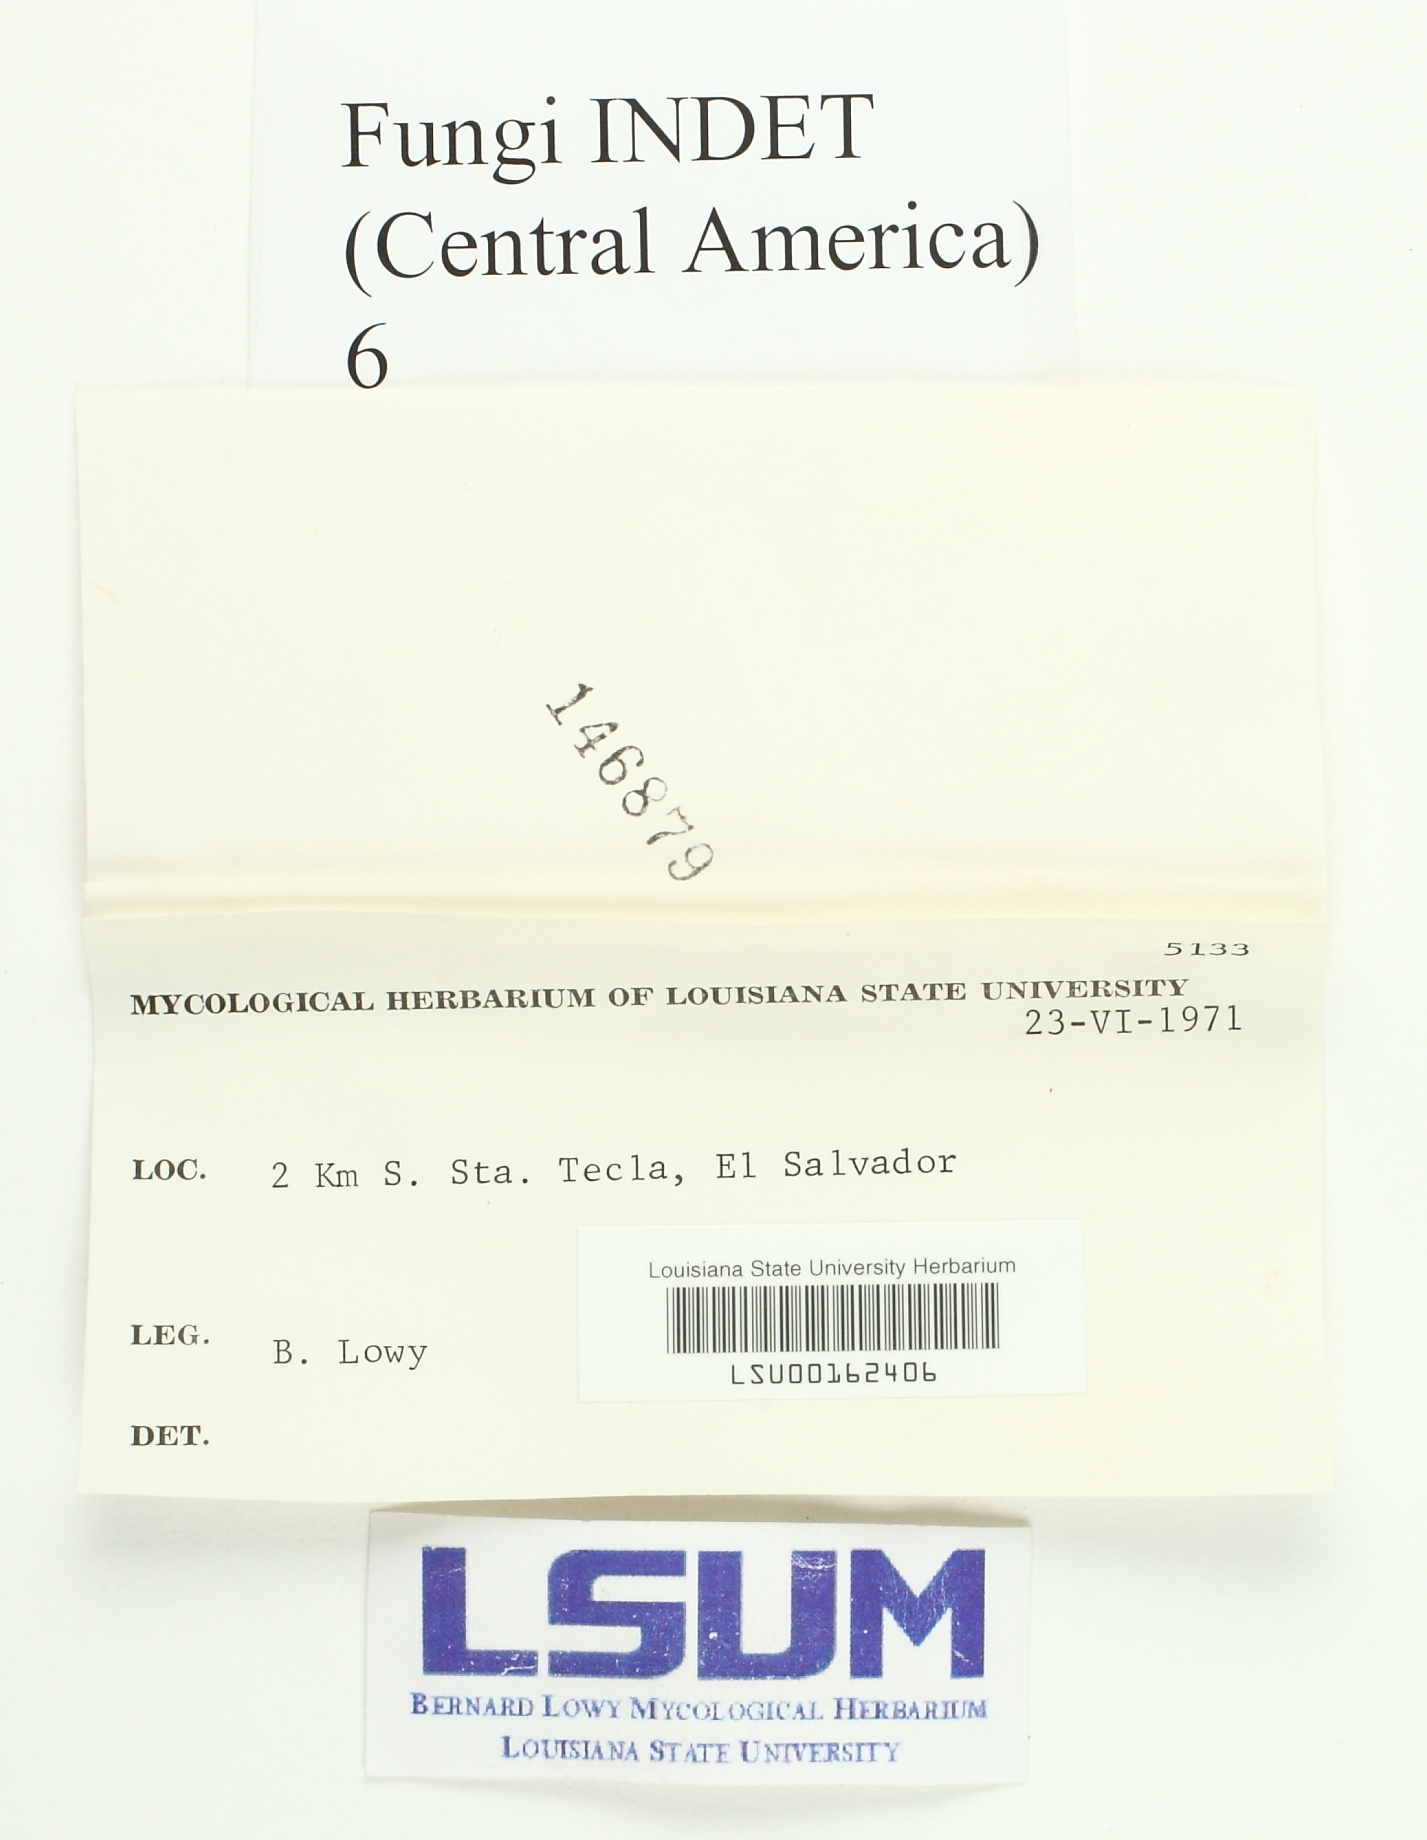 Fungi INDET
(Central America)
6
146879
5133
MYCOLOGICAL HERBARIUM OF LOUISIANA STATE UNIVERSITY
23-VI-1971
LOC. 2 Km S. Sta. Tecla, El Salvador
Louisiana State University Herbarium
LSU00162406
LEG. B. Lowy
DET.
LSUM
BERNARD LOWY MYCOLOGICAL HERBARIUM
LOUISIANA STATE UNIVERSITY